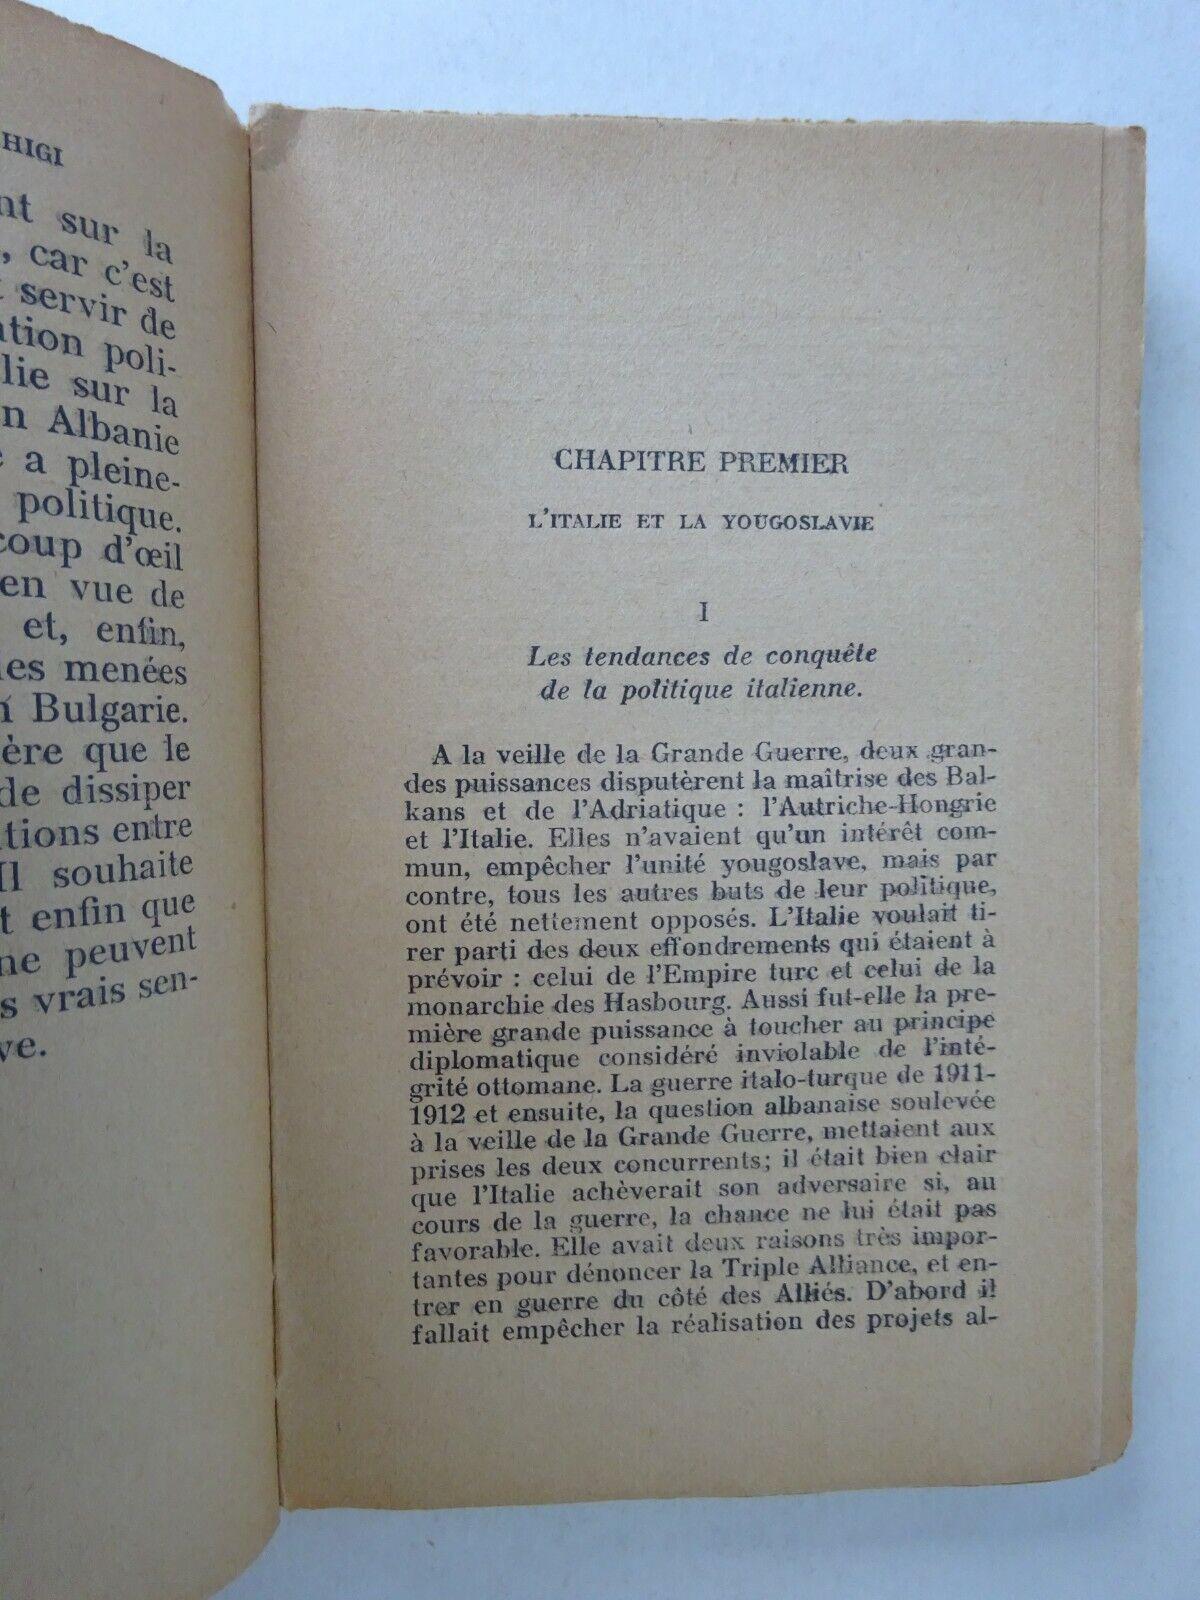 HIGI
nt sur la
, car c'est
servir de
ation poli-
lie sur la
n Albanie
e a pleine-
politique.
coup d'œil
en vue de
et, enfin,
les menées
Bulgarie.
ère que le
de dissiper
tions entre
Il souhaite
t enfin que
ne peuvent
s vrais sen-
ve.
CHAPITRE PREMIER
L'ITALIE ET LA YOUGOSLAVIE
I
Les tendances de conquête
de la politique italienne.
A la veille de la Grande Guerre, deux gran-
des puissances disputèrent la maîtrise des Bal-
kans et de l'Adriatique : l'Autriche-Hongrie
et l'Italie. Elles n'avaient qu'un intérêt com-
mun, empêcher l'unité yougoslave, mais par
contre, tous les autres buts de leur politique,
ont été nettement opposés. L'Italie voulait ti-
rer parti des deux effondrements qui étaient à
prévoir : celui de l'Empire turc et celui de la
monarchie des Hasbourg. Aussi fut-elle la pre-
mière grande puissance à toucher au principe
diplomatique considéré inviolable de l'inté-
grité ottomane. La guerre italo-turque de 1911-
1912 et ensuite, la question albanaise soulevée
à la veille de la Grande Guerre, mettaient aux
prises les deux concurrents; il était bien clair
que l'Italie achèverait son adversaire si, au
cours de la guerre, la chance ne lui était pas
favorable. Elle avait deux raisons très impor-
tantes pour dénoncer la Triple Alliance, et en-
trer en guerre du côté des Alliés. D'abord il
fallait empêcher la réalisation des projets al-